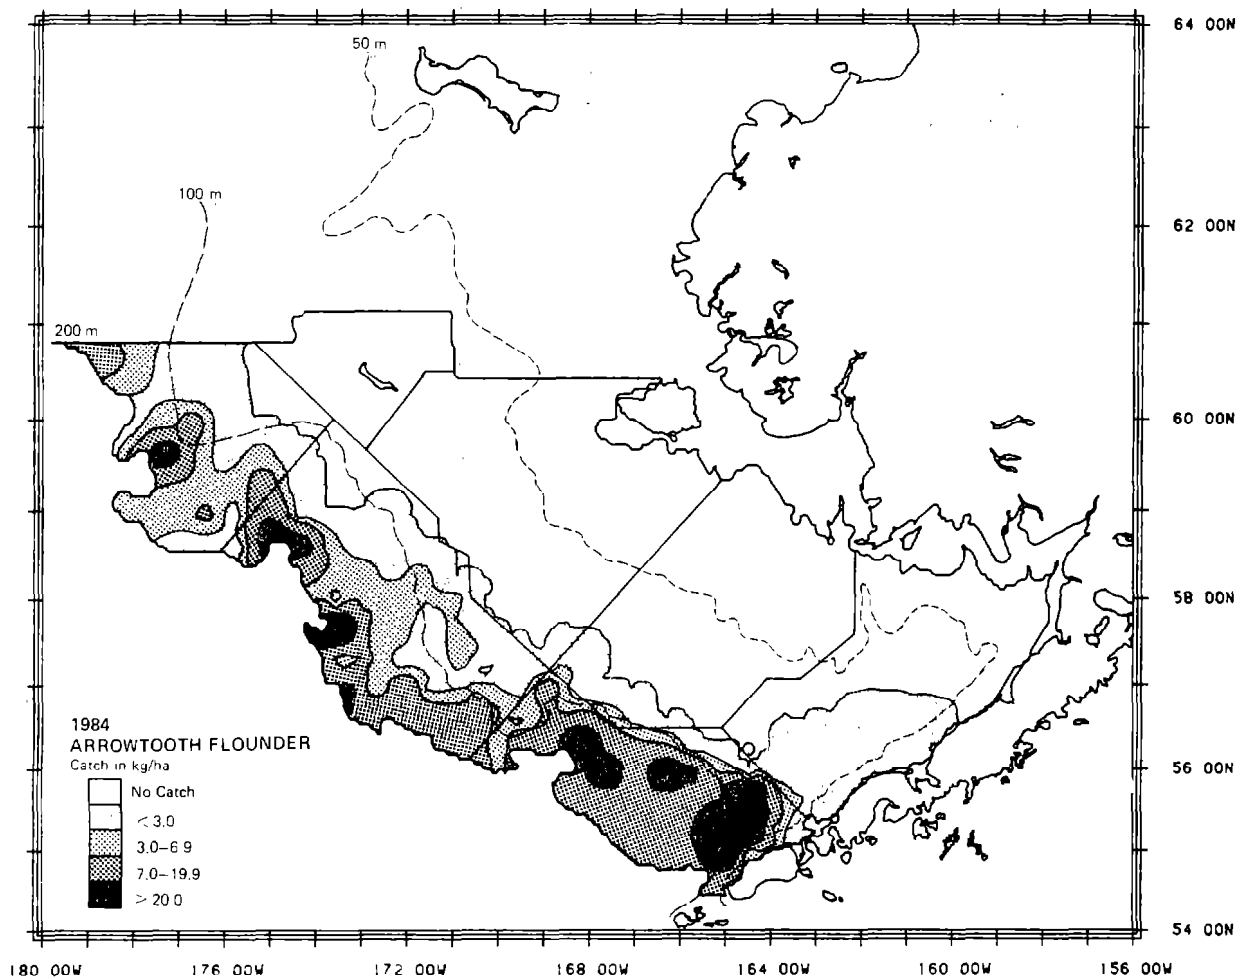 64 00N
50 m
100 m
62 00N
200 m
60 00N
58 00N
1984
ARROWTOOTH FLOUNDER
Catch in kg/ha
56 00N
No Catch
< 3.0
3.0-6 9
7.0-19.9
> 20 0
54 00N
180 00W 176 00W 172 00W 168 00W 164 00W 160 00W 156 00W